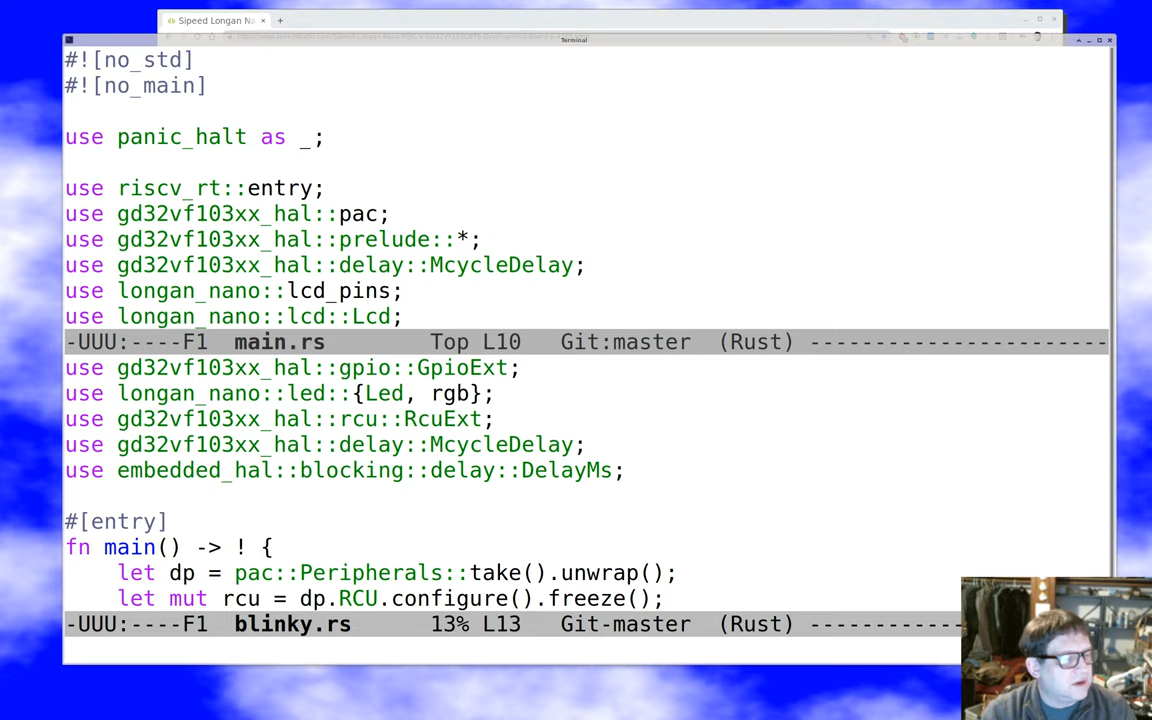 Sipeed Longan Na
Terminal
#![no_std]
#![no_main]
use panic_halt as _;
use riscv_rt::entry;
use gd32vf103xx_hal::pac;
use gd32vf103xx_hal::prelude::*;
use gd32vf103xx_hal::delay::McycleDelay;
use longan_nano::lcd_pins;
use longan_nano::lcd::Lcd;
-UUU:----F1  main.rs        Top L10   Git:master  (Rust) -----------------------
use gd32vf103xx_hal::gpio::GpioExt;
use longan_nano::led::{Led, rgb};
use gd32vf103xx_hal::rcu::RcuExt;
use gd32vf103xx_hal::delay::McycleDelay;
use embedded_hal::blocking::delay::DelayMs;
#[entry]
fn main() -> ! {
    let dp = pac::Peripherals::take().unwrap();
    let mut rcu = dp.RCU.configure().freeze();
-UUU:----F1  blinky.rs      13% L13   Git-master  (Rust) ------------